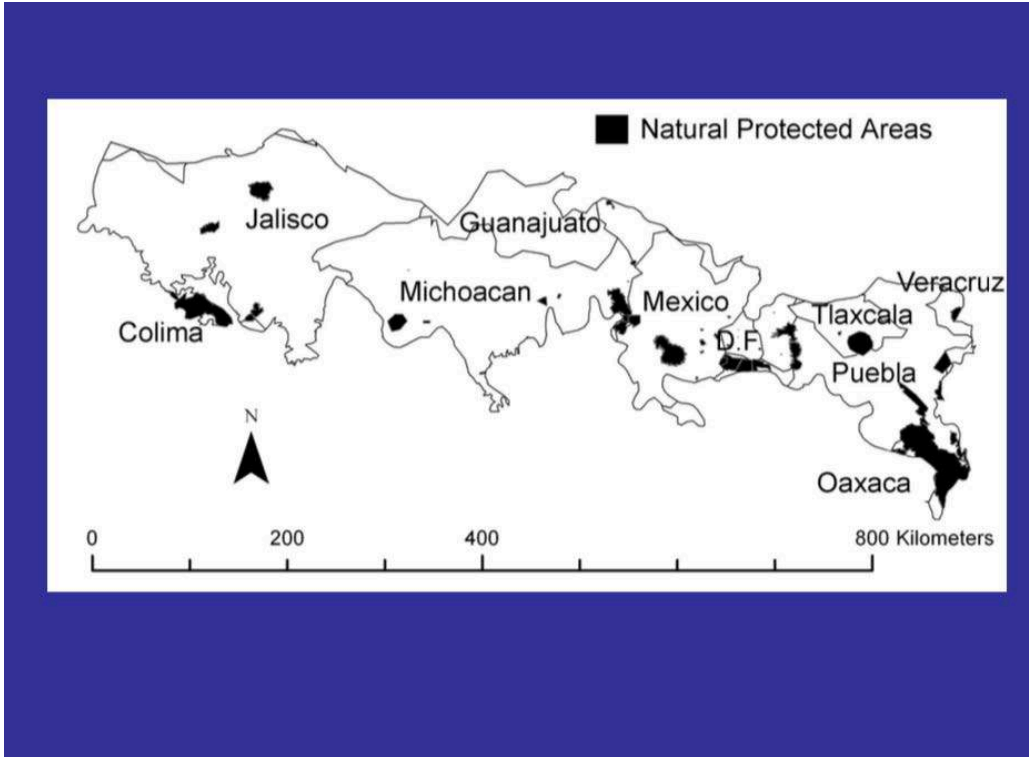 Natural Protected Areas
Jalisco
Guanajuato
Michoacan
Colima
Mexico
D.F.
Veracruz
Tlaxcala
Puebla
Oaxaca
N
0 200 400 800 Kilometers